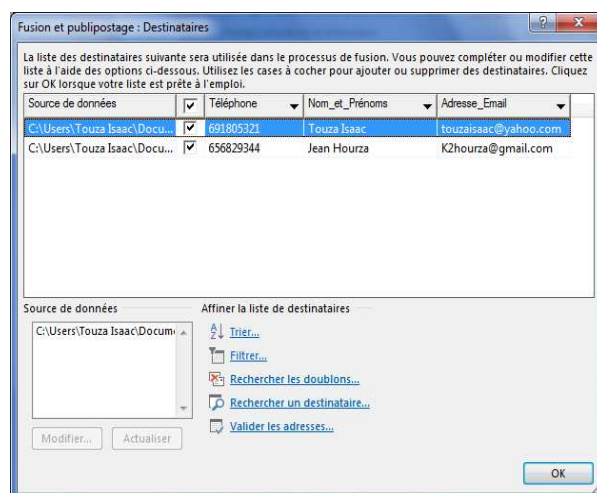 Fusion et publipostage : Destinataires
La liste des destinataires suivante sera utilisée dans le processus de fusion. Vous pouvez compléter ou modifier cette
liste à l'aide des options ci-dessous. Utilisez les cases à cocher pour ajouter ou supprimer des destinataires. Cliquez
sur OK lorsque votre liste est prête à l'emploi.
Source de données Téléphone Nom_et_Prénoms Adresse_Email
C:\Users\Touza Isaac\Docu... 691805321 Touza Isaac touzaisaac@yahoo.com
C:\Users\Touza Isaac\Docu... 656829344 Jean Hourza K2hourza@gmail.com
Source de données
C:\Users\Touza Isaac\Docum
Modifier... Actualiser
Affiner la liste de destinataires
Trier...
Filtrer...
Rechercher les doublons...
Rechercher un destinataire...
Valider les adresses...
OK